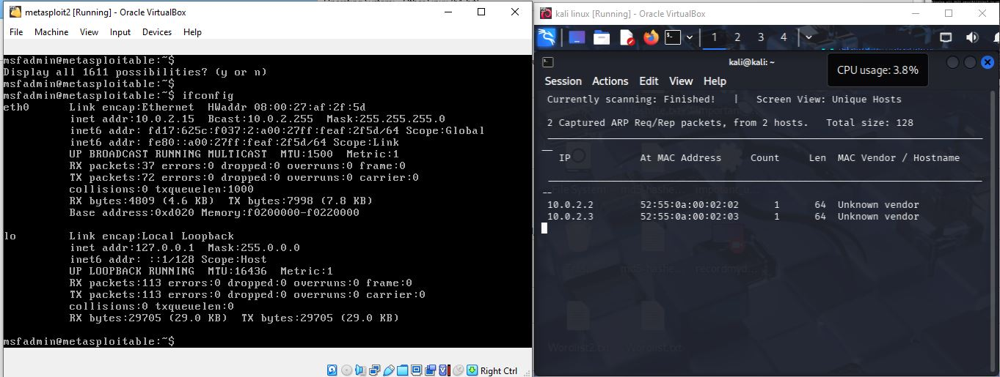 metasploit2 [Running] - Oracle VirtualBox
File Machine View Input Devices Help
msfadmin@metasploitable:~$
Display all 1611 possibilities? (y or n)
msfadmin@metasploitable:~$
msfadmin@metasploitable:~$ ifconfig
eth0 Link encap:Ethernet HWaddr 08:00:27:af:2f:5d
inet addr:10.0.2.15 Bcast:10.0.2.255 Mask:255.255.255.0
inet6 addr: fd17:625c:f037:2:a00:27ff:feaf:2f5d/64 Scope:Global
inet6 addr: fe80::a00:27ff:feaf:2f5d/64 Scope:Link
UP BROADCAST RUNNING MULTICAST MTU:1500 Metric:1
RX packets:37 errors:0 dropped:0 overruns:0 frame:0
TX packets:72 errors:0 dropped:0 overruns:0 carrier:0
collisions:0 txqueuelen:1000
RX bytes:4809 (4.6 KB) TX bytes:7998 (7.8 KB)
Base address:0xd020 Memory:f0200000-f0220000
lo Link encap:Local Loopback
inet addr:127.0.0.1 Mask:255.0.0.0
inet6 addr: ::1/128 Scope:Host
UP LOOPBACK RUNNING MTU:16436 Metric:1
RX packets:113 errors:0 dropped:0 overruns:0 frame:0
TX packets:113 errors:0 dropped:0 overruns:0 carrier:0
collisions:0 txqueuelen:0
RX bytes:29705 (29.0 KB) TX bytes:29705 (29.0 KB)
msfadmin@metasploitable:~$
Right Ctrl
kali linux [Running] - Oracle VirtualBox
1 2 3 4
kali@kali: ~
CPU usage: 3.8%
Session Actions Edit View Help
Currently scanning: Finished! | Screen View: Unique Hosts
2 Captured ARP Req/Rep packets, from 2 hosts. Total size: 128
IP At MAC Address Count Len MAC Vendor / Hostname
File System
10.0.2.2 52:55:0a:00:02:02 1 64 Unknown vendor
10.0.2.3 52:55:0a:00:02:03 1 64 Unknown vendor
Wordlist2.txt Wordlist.txt